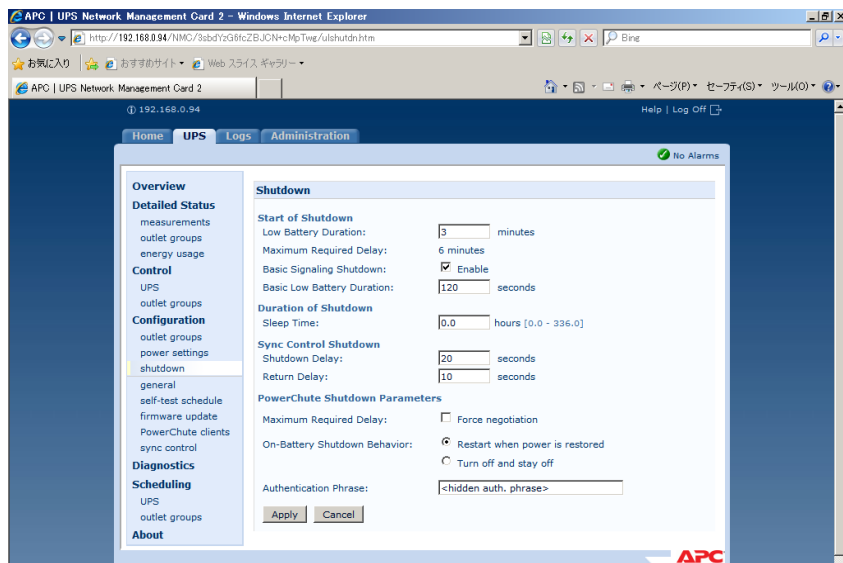 APC | UPS Network Management Card 2 - Windows Internet Explorer
http://192.168.0.94/NMC/3sbdYzG6fcZBJCN+cMpTwg/ulshutdn.htm
Bing
お気に入り
おすすめサイト
Web スライス ギャラリー
APC | UPS Network Management Card 2
ページ(P)
セーフティ(S)
ツール(O)
192.168.0.94
Help | Log Off
Home
UPS
Logs
Administration
No Alarms
Overview
Detailed Status
measurements
outlet groups
energy usage
Control
UPS
outlet groups
Configuration
outlet groups
power settings
shutdown
general
self-test schedule
firmware update
PowerChute clients
sync control
Diagnostics
Scheduling
UPS
outlet groups
About
Shutdown
Start of Shutdown
Low Battery Duration: 3 minutes
Maximum Required Delay: 6 minutes
Basic Signaling Shutdown: Enable
Basic Low Battery Duration: 120 seconds
Duration of Shutdown
Sleep Time: 0.0 hours [0.0 - 336.0]
Sync Control Shutdown
Shutdown Delay: 20 seconds
Return Delay: 10 seconds
PowerChute Shutdown Parameters
Maximum Required Delay: Force negotiation
On-Battery Shutdown Behavior: Restart when power is restored
Turn off and stay off
Authentication Phrase: <hidden auth. phrase>
Apply
Cancel
APC